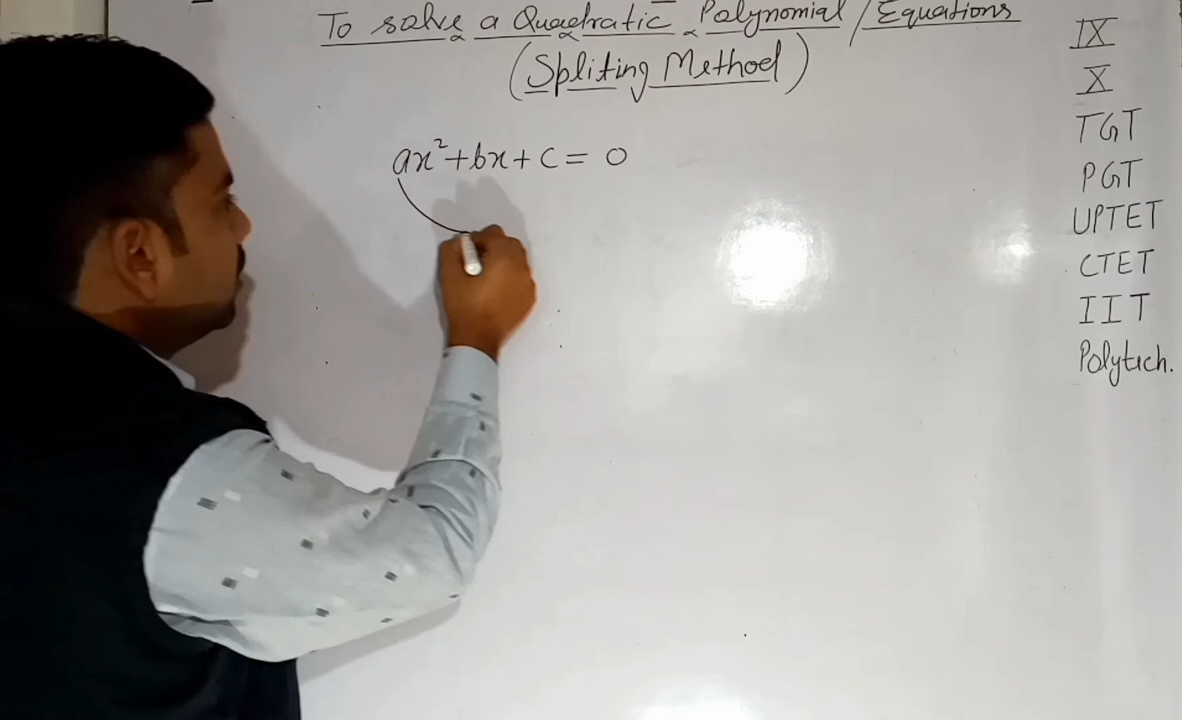 To solve a Quadratic Polynomial / Equations
(Spliting Method)
ax²+bx+c = 0
IX
X
TGT
PGT
UPTET
CTET
IIT
Polytech.